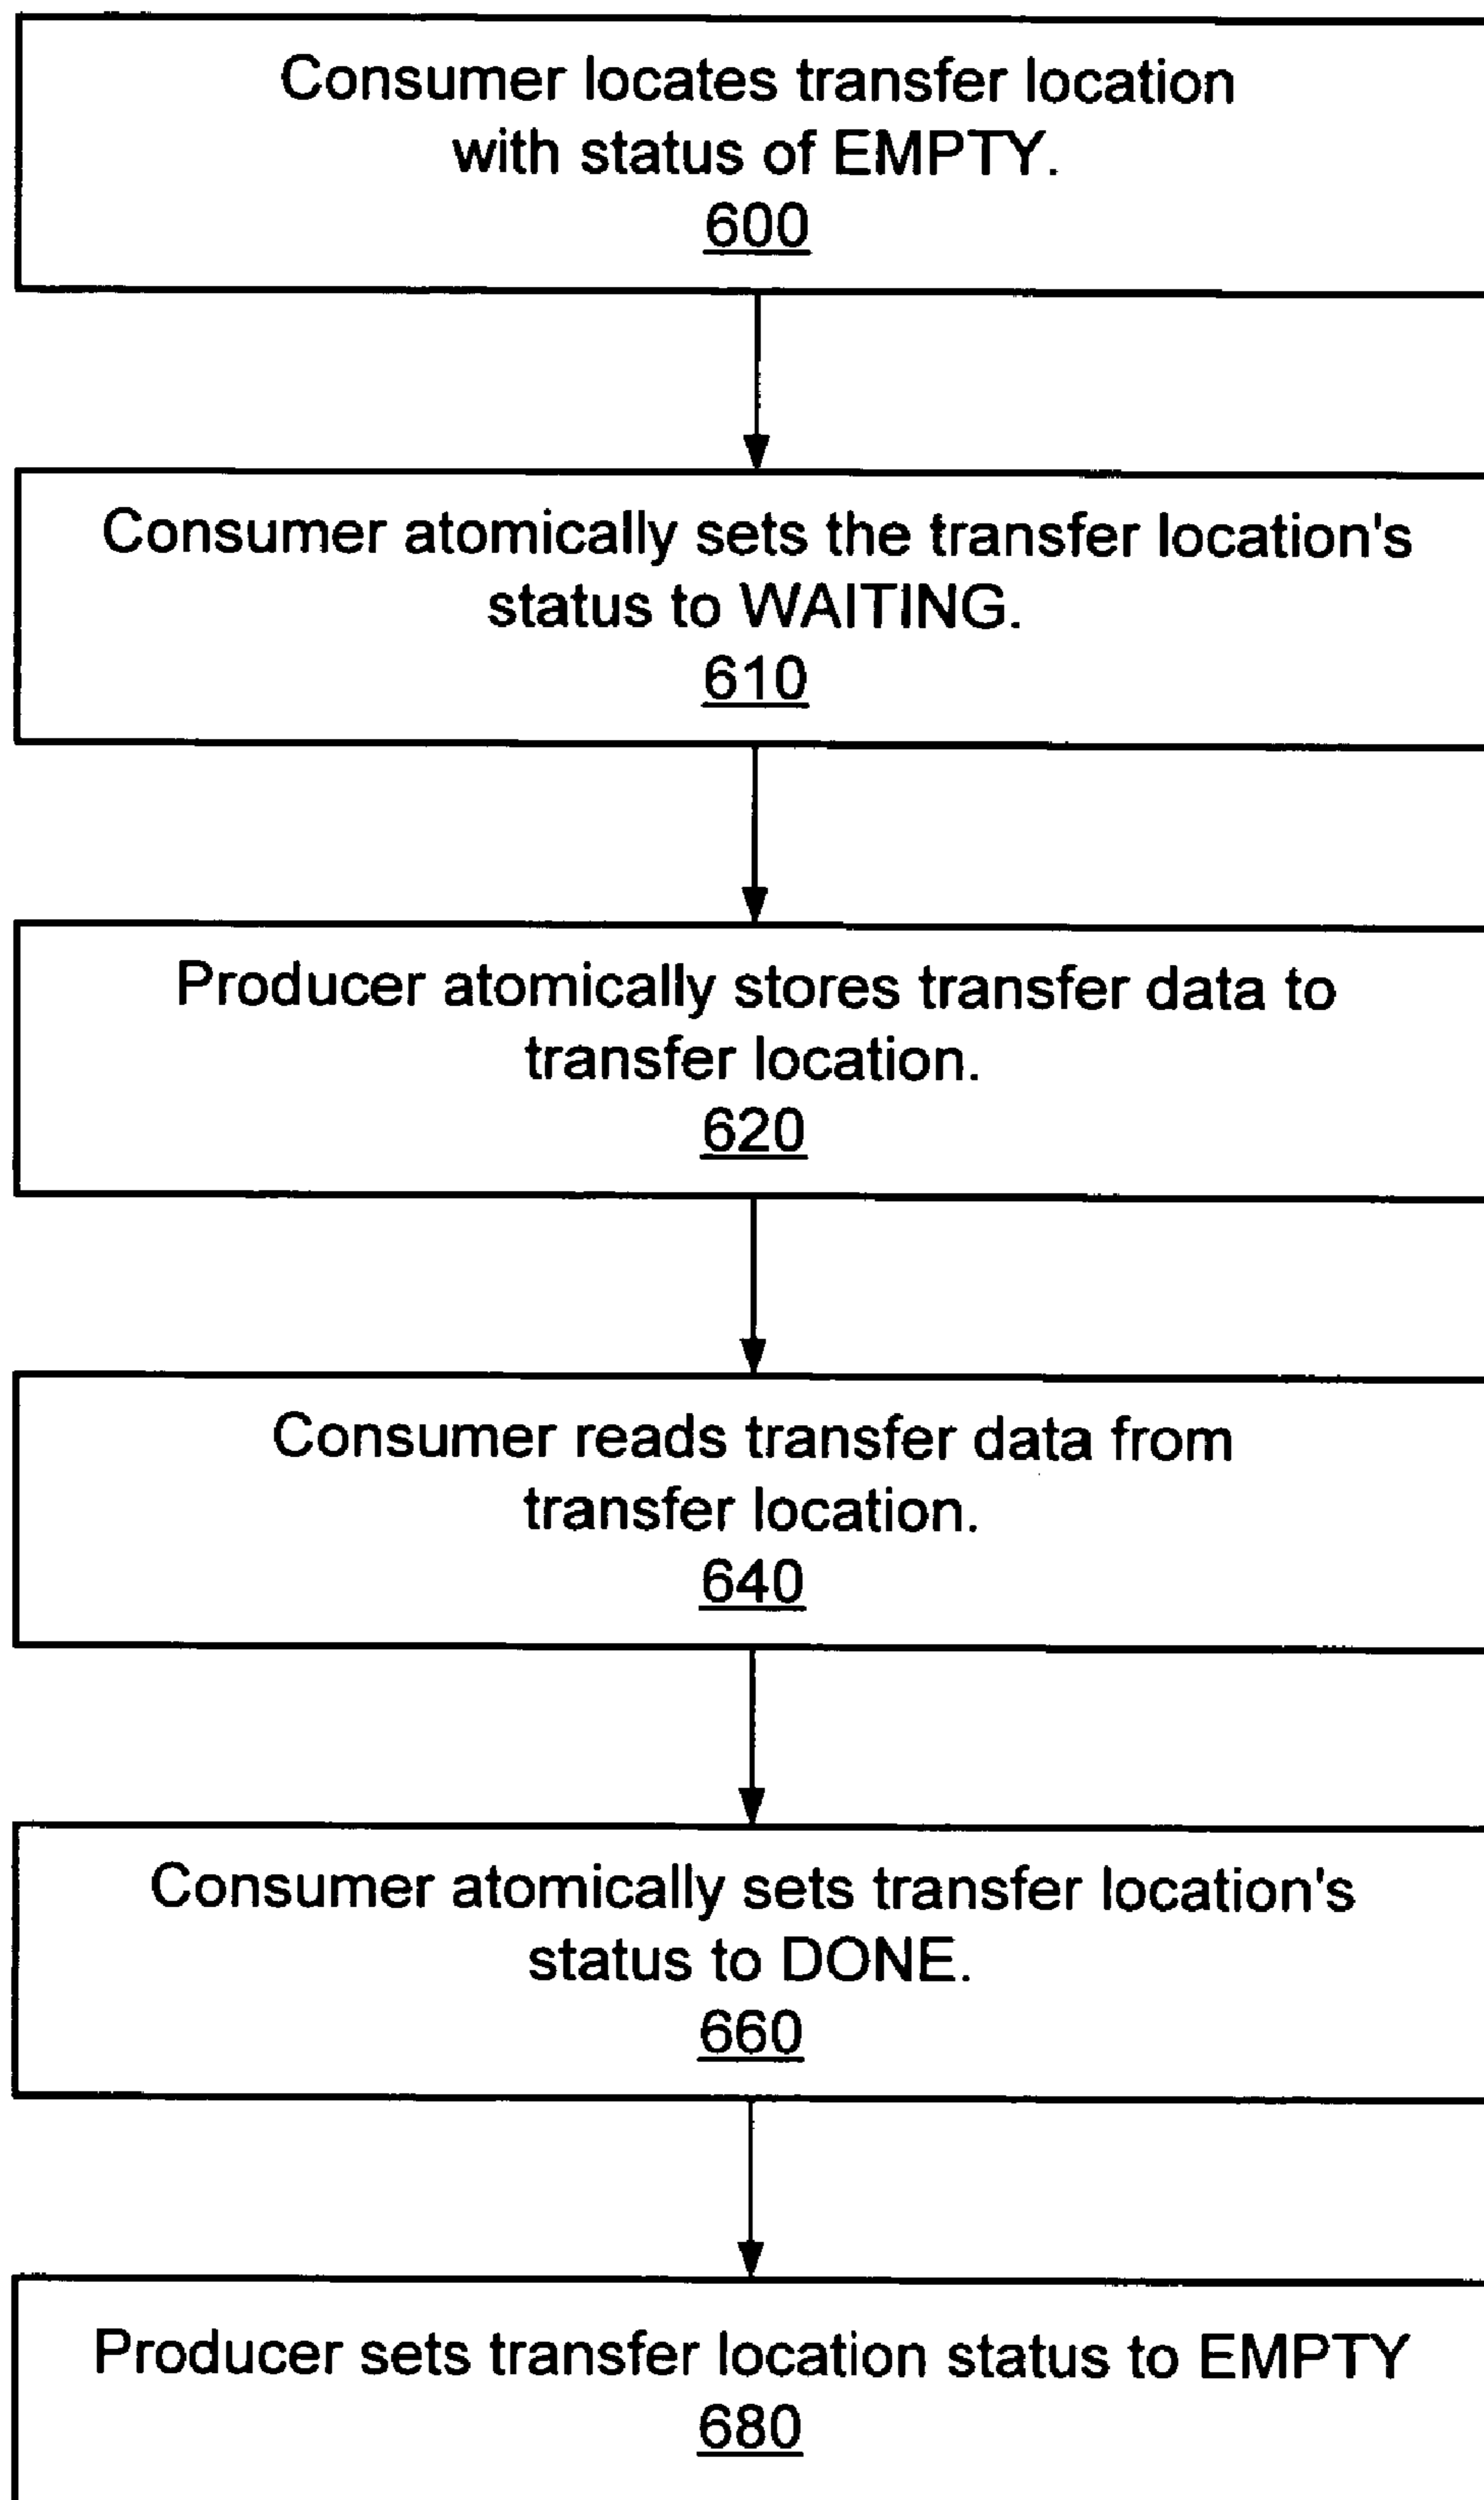 Consumer locates transfer location
with status of EMPTY.
600
Consumer atomically sets the transfer location's
status to WAITING.
610
Producer atomically stores transfer data to
transfer location.
620
Consumer reads transfer data from
transfer location.
640
Consumer atomically sets transfer location's
status to DONE.
660
Producer sets transfer location status to EMPTY
680